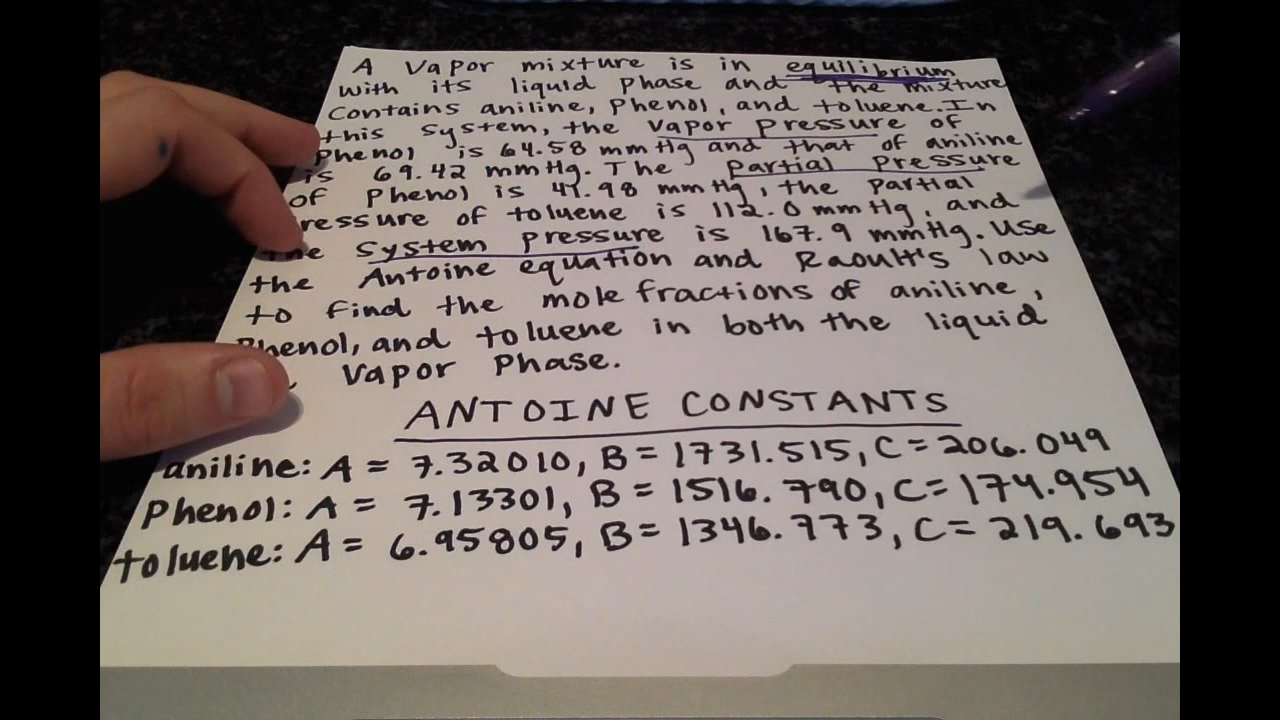 A Vapor mixture is in equilibrium
with its liquid phase and the mixture
contains aniline, phenol, and toluene. In
this system, the vapor pressure of
phenol is 64.58 mmHg and that of aniline
is 69.42 mmHg. The partial pressure
of phenol is 41.98 mmHg, the partial
ressure of toluene is 112.0 mmHg, and
the system pressure is 167.9 mmHg. Use
the Antoine equation and Raoult's law
to find the mole fractions of aniline,
Phenol, and toluene in both the liquid
Vapor Phase.
ANTOINE CONSTANTS
aniline: A = 7.32010, B = 1731.515, C = 206.049
Phenol: A = 7.13301, B = 1516.790, C = 174.954
toluene: A = 6.95805, B = 1346.773, C = 219.693